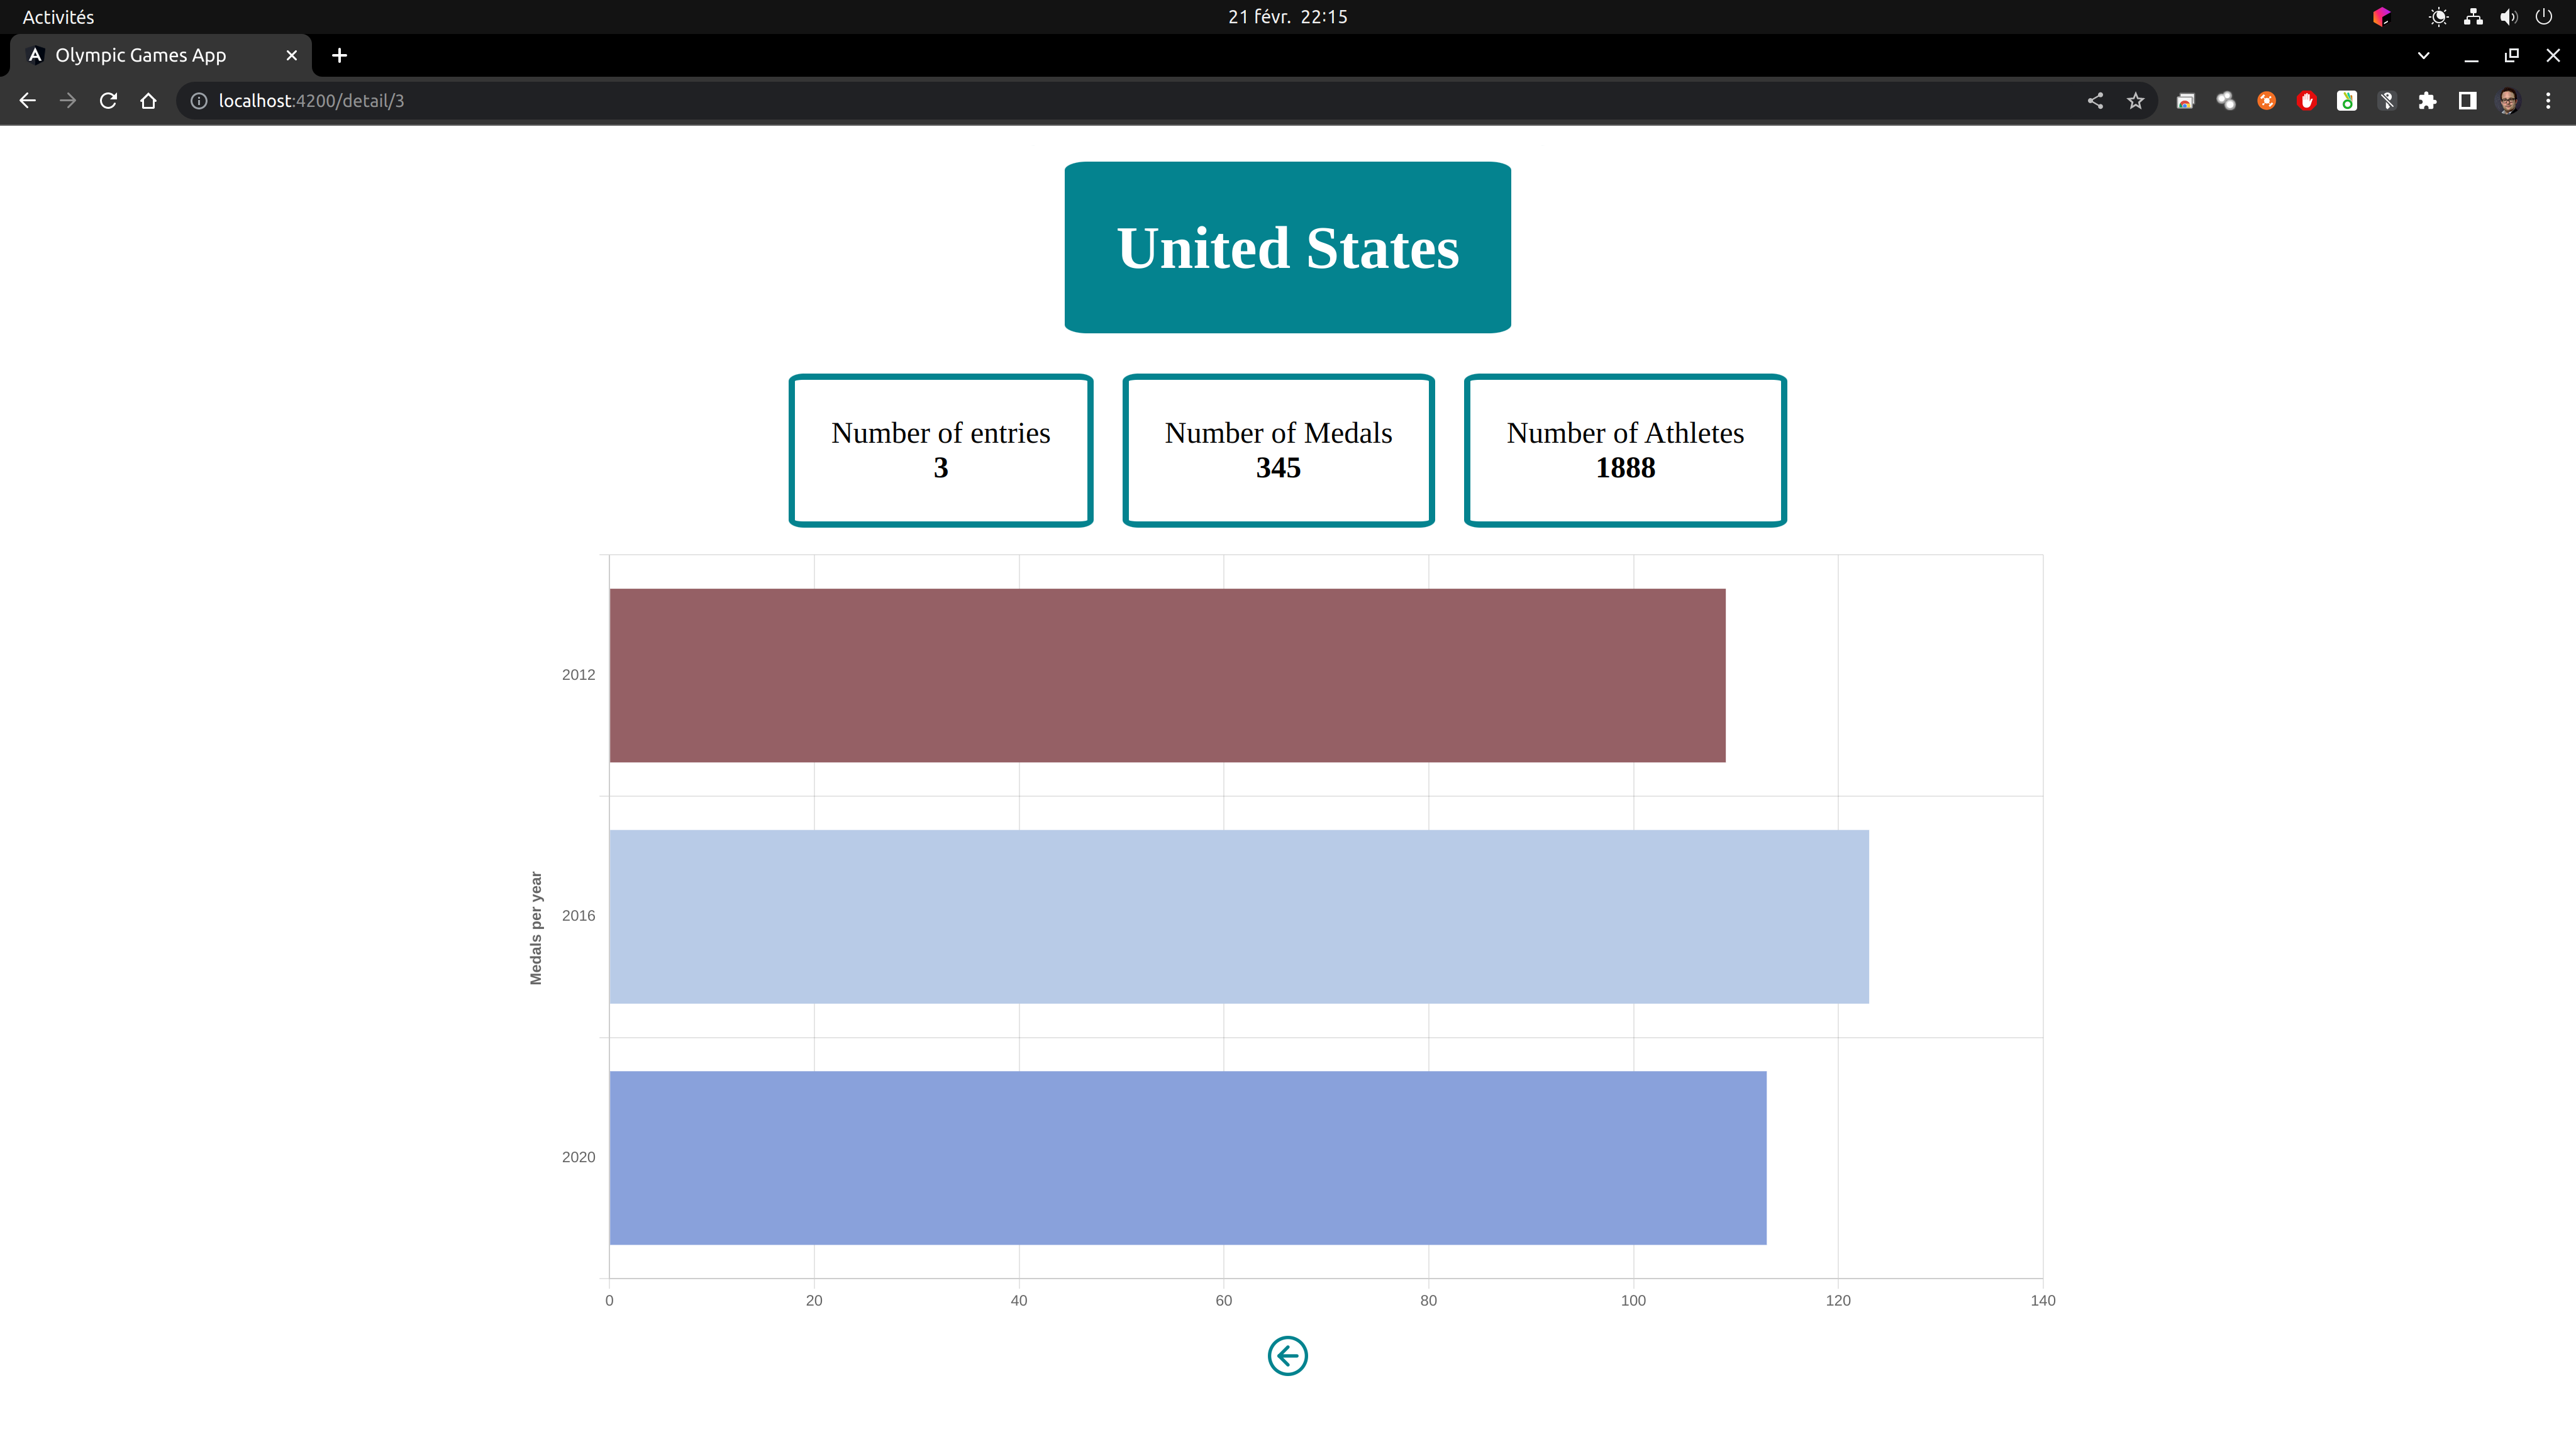 Activités
21 févr. 22:15
Olympic Games App
localhost:4200/detail/3
United States
Number of entries
3
Number of Medals
345
Number of Athletes
1888
Medals per year
2012
2016
2020
0 20 40 60 80 100 120 140